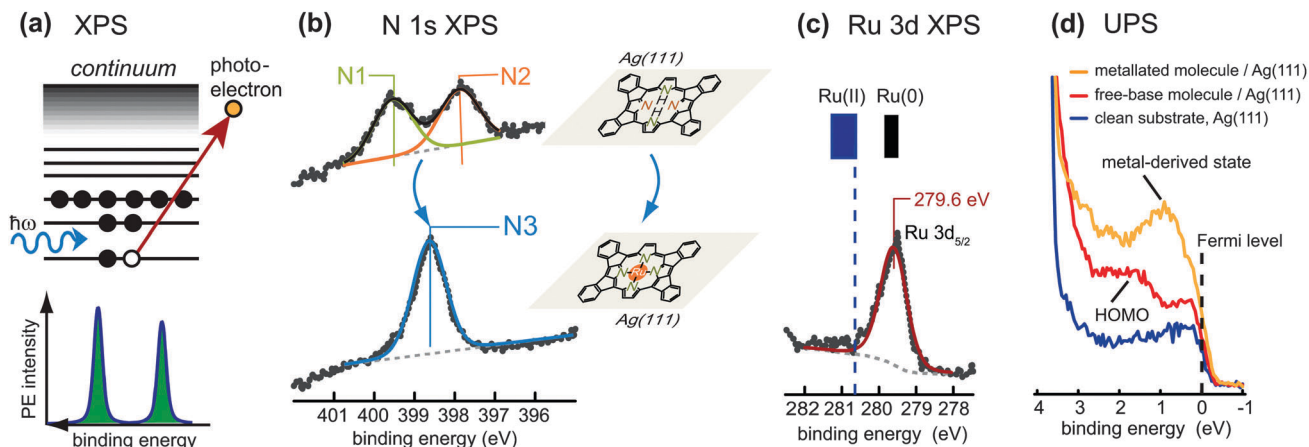 (a) XPS
continuum
photo-
electron
ħω
PE intensity
binding energy
(b) N 1s XPS
N1
N2
N3
401 400 399 398 397 396
binding energy (eV)
Ag(111)
N
N
N
N
H
H
Ru
N
N
N
N
Ag(111)
(c) Ru 3d XPS
Ru(II)
Ru(0)
279.6 eV
Ru 3d5/2
282 281 280 279 278
binding energy (eV)
(d) UPS
metallated molecule / Ag(111)
free-base molecule / Ag(111)
clean substrate, Ag(111)
metal-derived state
Fermi level
HOMO
4 3 2 1 0 -1
binding energy (eV)